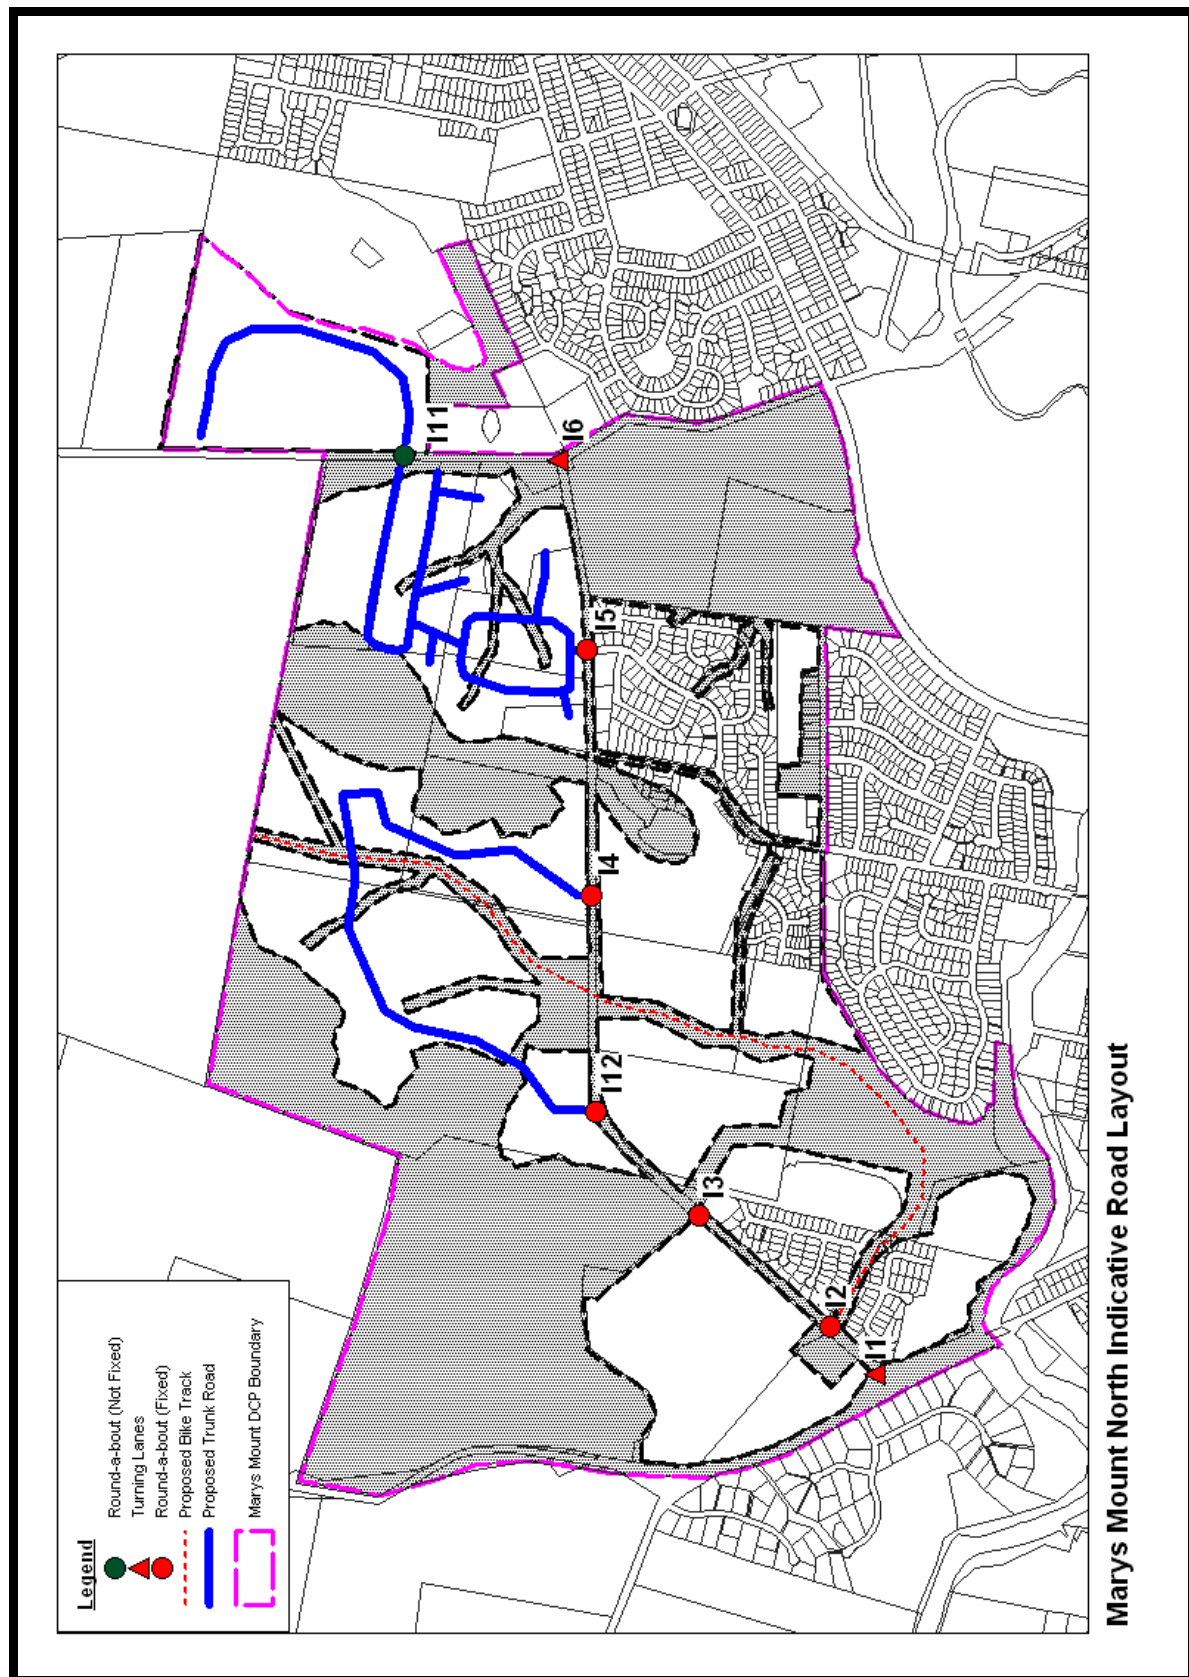 Legend
Round-a-bout (Not Fixed)
Turning Lanes
Round-a-bout (Fixed)
Proposed Bike Track
Proposed Trunk Road
Marys Mount DCP Boundary
I1
I2
I3
I12
I4
I5
I6
I11
Marys Mount North Indicative Road Layout